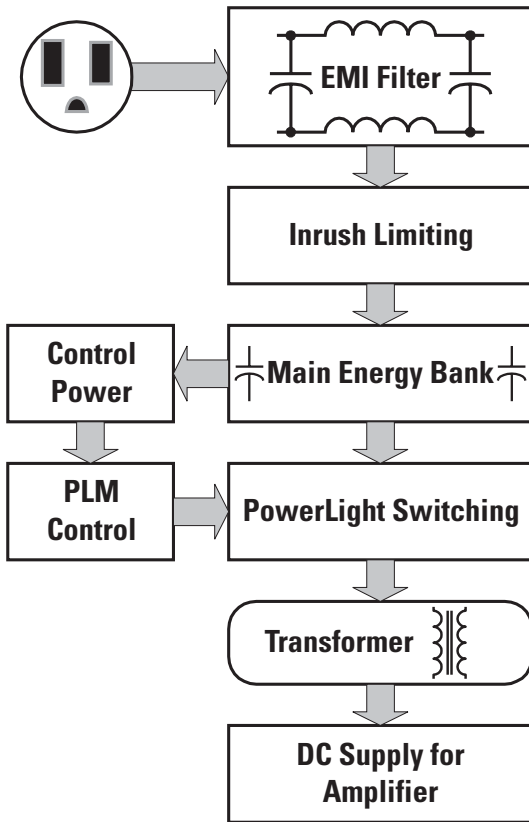 EMI Filter
Inrush Limiting
Control
Power
Main Energy Bank
PLM
Control
PowerLight Switching
Transformer
DC Supply for
Amplifier